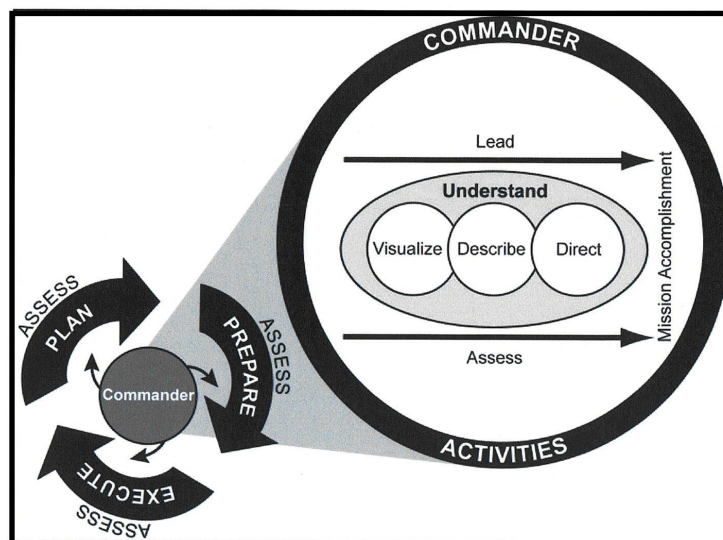 COMMANDER
Lead
Understand
Visualize
Describe
Direct
Mission Accomplishment
Assess
ACTIVITIES
ASSESS
PLAN
ASSESS
PREPARE
Commander
EXECUTE
ASSESS